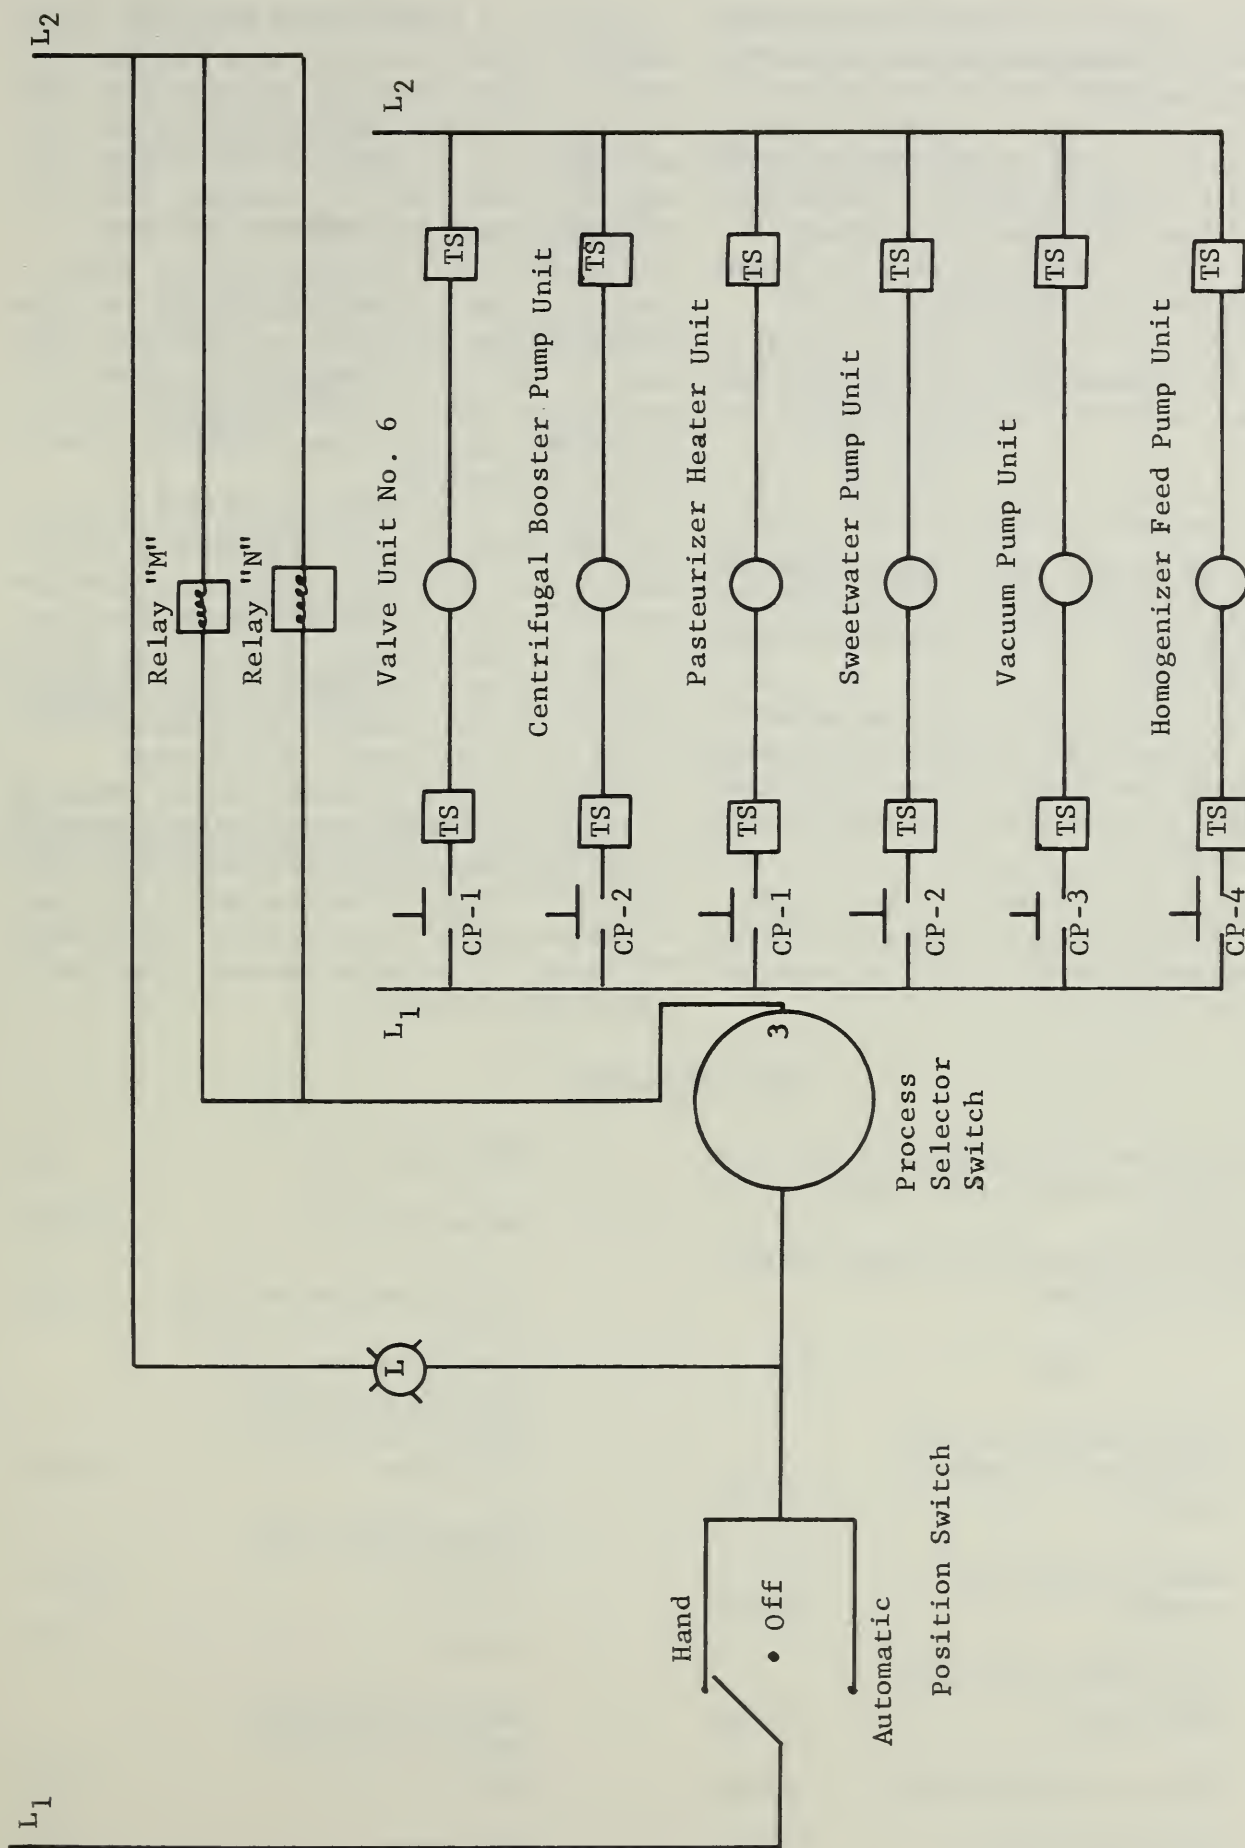 L2
Relay "M"
Relay "N"
L2
Valve Unit No. 6
TS
TS
CP-1
Centrifugal Booster Pump Unit
TS
TS
CP-2
Pasteurizer Heater Unit
TS
TS
CP-1
Sweetwater Pump Unit
TS
TS
CP-2
Vacuum Pump Unit
TS
TS
CP-3
Homogenizer Feed Pump Unit
TS
TS
CP-4
L1
3
Process
Selector
Switch
L
Hand
Off
Automatic
Position Switch
L1